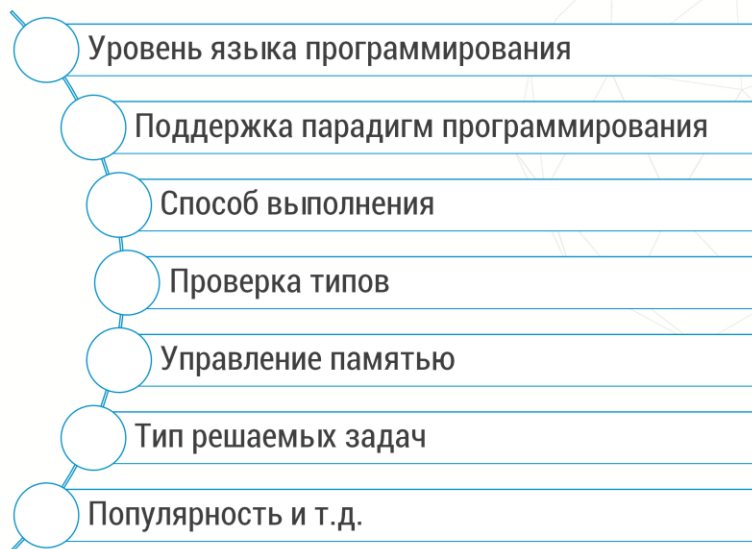 Уровень языка программирования
Поддержка парадигм программирования
Способ выполнения
Проверка типов
Управление памятью
Тип решаемых задач
Популярность и т.д.